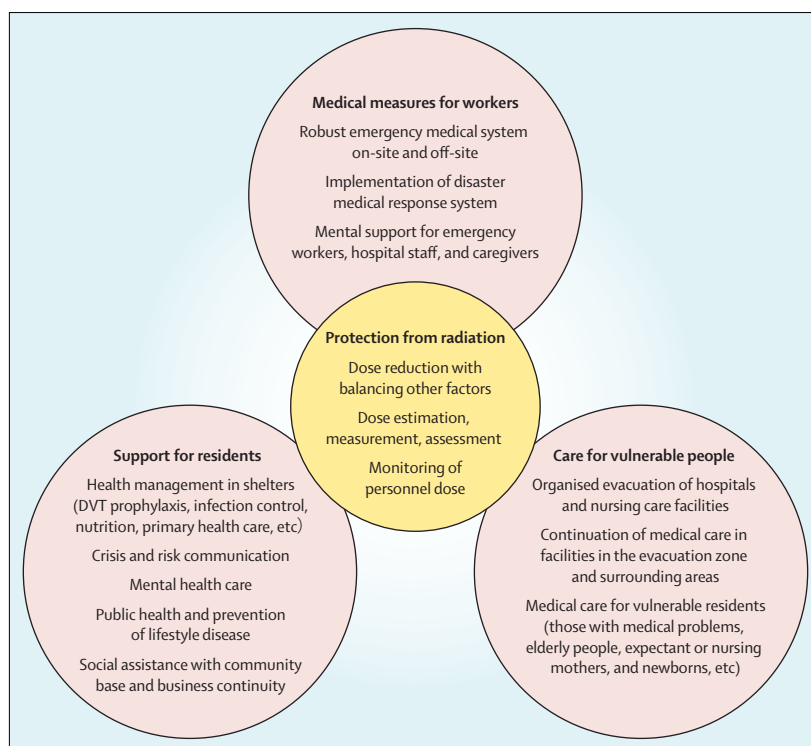 Medical measures for workers
Robust emergency medical system
on-site and off-site
Implementation of disaster
medical response system
Mental support for emergency
workers, hospital staff, and caregivers
Protection from radiation
Dose reduction with
balancing other factors
Dose estimation,
measurement, assessment
Monitoring of
personnel dose
Support for residents
Health management in shelters
(DVT prophylaxis, infection control,
nutrition, primary health care, etc)
Crisis and risk communication
Mental health care
Public health and prevention
of lifestyle disease
Social assistance with community
base and business continuity
Care for vulnerable people
Organised evacuation of hospitals
and nursing care facilities
Continuation of medical care in
facilities in the evacuation zone
and surrounding areas
Medical care for vulnerable residents
(those with medical problems,
elderly people, expectant or nursing
mothers, and newborns, etc)